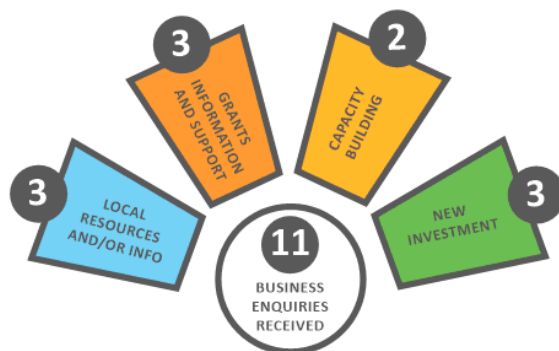 3
LOCAL
RESOURCES
AND/OR INFO
3
GRANTS
INFORMATION
AND SUPPORT
2
CAPACITY
BUILDING
3
NEW
INVESTMENT
11
BUSINESS
ENQUIRIES
RECEIVED